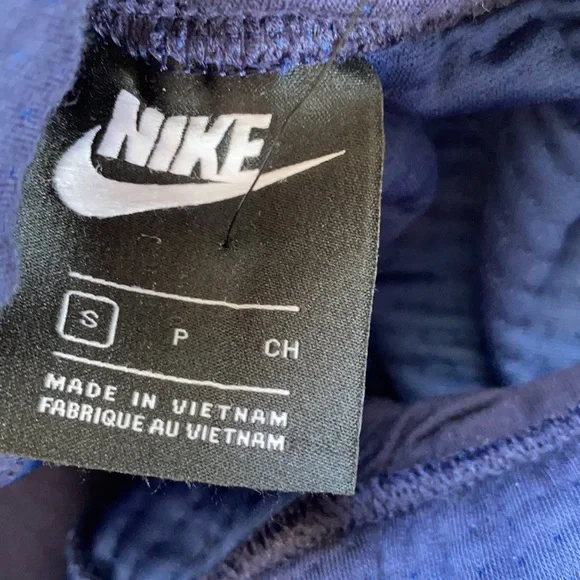 NIKE
S P CH
MADE IN VIETNAM
FABRIQUE AU VIETNAM